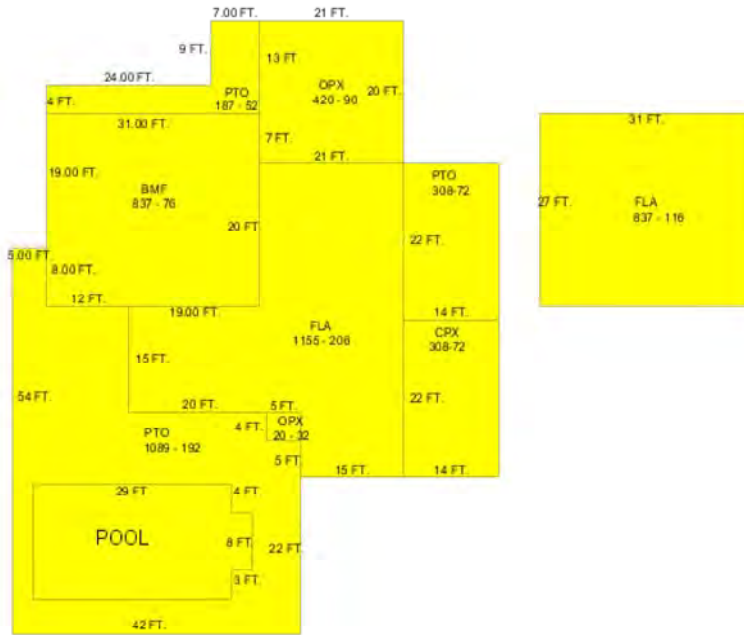 7.00 FT.
21 FT.
9 FT.
13 FT.
24.00 FT.
OPX
420 - 90
20 FT.
PTO
187 - 52
4 FT.
31.00 FT.
31 FT.
7 FT.
21 FT.
PTO
308-72
19.00 FT.
BMF
837 - 76
27 FT.
FLA
837 - 116
20 FT.
22 FT.
5.00 FT.
8.00 FT.
12 FT.
19.00 FT.
14 FT.
FLA
1155 - 206
CPX
308-72
15 FT.
54 FT.
22 FT.
20 FT.
5 FT.
PTO
1089 - 192
4 FT.
OPX
20 - 32
5 FT.
15 FT.
14 FT.
29 FT
4 FT.
POOL
8 FT.
22 FT.
3 FT.
42 FT.